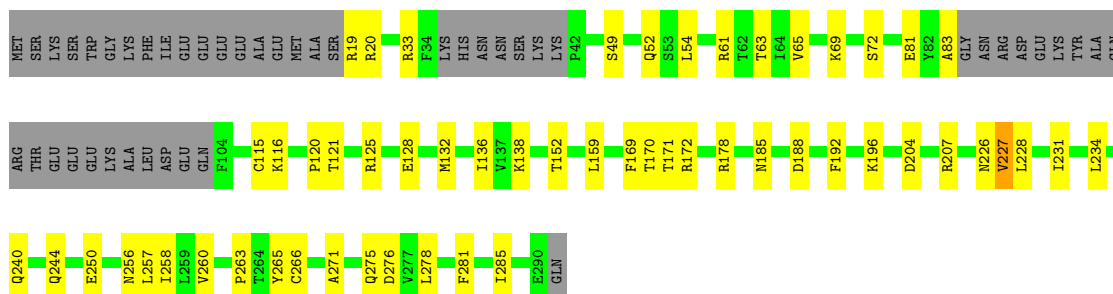 MET SER LYS SER SER TRP GLY LYS PHE ILE GLU GLU GLU GLU GLU ALA GLU MET ALA SER R19 R20 R33 F34 LYS HIS ASN ASN SER LYS LYS P42 S49 Q52 S53 L54 R61 T62 T63 I64 V65 K69 S72 E81 Y82 A83 GLY ASN ARG ASP GLU LYS TYR ALA
ARG THR GLU GLU GLU LYS ALA LEU ASP GLU GLN F104 C115 K116 P120 T121 R125 E128 M132 I136 V137 K138 T152 L159 F169 T170 T171 R172 R178 N185 D188 F192 K196 D204 R207 N226 V227 L228 I231 L234
Q240 Q244 E250 N256 L257 I258 L259 V260 P263 T264 Y265 C266 A271 Q275 D276 V277 L278 F281 I285 E290 GLN